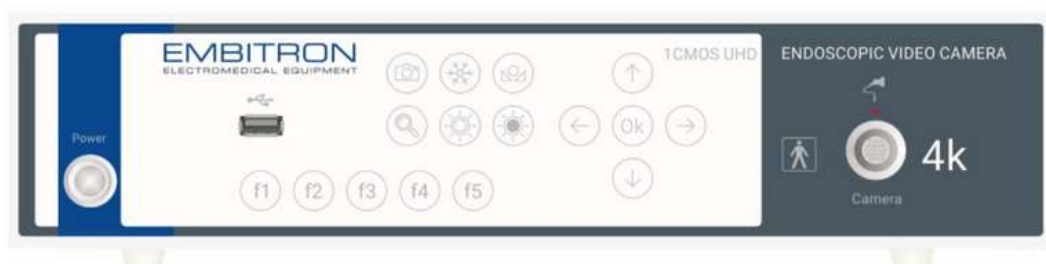 EMBITRON
ELECTROMEDICAL EQUIPMENT
1CMOS UHD
ENDOSCOPIC VIDEO CAMERA
Power
Ok
4k
f1 f2 f3 f4 f5
Camera